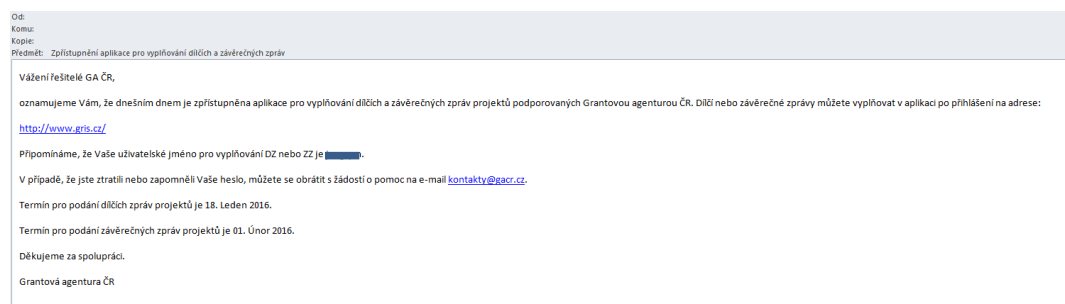 Od:
Komu:
Kopie:
Předmět: Zpřístupnění aplikace pro vyplňování dílčích a závěrečných zpráv
Vážení řešitelé GA ČR,
oznamujeme Vám, že dnešním dnem je zpřístupněna aplikace pro vyplňování dílčích a závěrečných zpráv projektů podporovaných Grantovou agenturou ČR. Dílčí nebo závěrečné zprávy můžete vyplňovat v aplikaci po přihlášení na adrese:
http://www.gris.cz/
Připomínáme, že Vaše uživatelské jméno pro vyplňování DZ nebo ZZ je .
V případě, že jste ztratili nebo zapomněli Vaše heslo, můžete se obrátit s žádostí o pomoc na e-mail kontakty@gacr.cz.
Termín pro podání dílčích zpráv projektů je 18. Leden 2016.
Termín pro podání závěrečných zpráv projektů je 01. Únor 2016.
Děkujeme za spolupráci.
Grantová agentura ČR